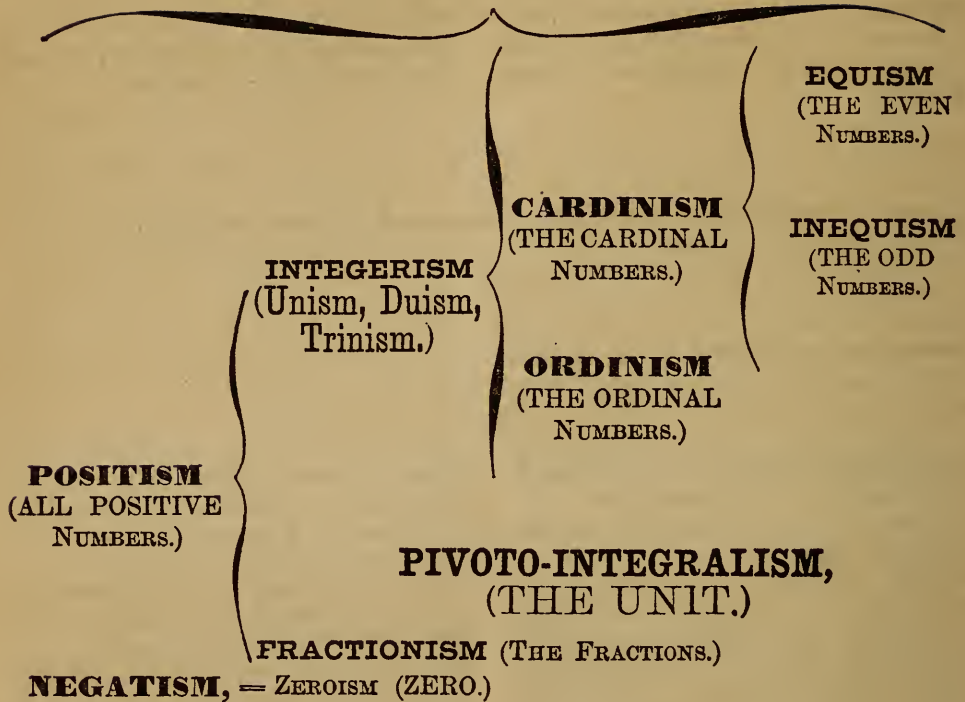 EQUISM
(THE EVEN
NUMBERS.)
CARDINISM
(THE CARDINAL
NUMBERS.)
INEQUISM
(THE ODD
NUMBERS.)
INTEGERISM
(Unism, Duism,
Trinism.)
ORDINISM
(THE ORDINAL
NUMBERS.)
POSITISM
(ALL POSITIVE
NUMBERS.)
PIVOTO-INTEGRALISM,
(THE UNIT.)
FRACTIONISM (THE FRACTIONS.)
NEGATISM, = ZEROISM (ZERO.)